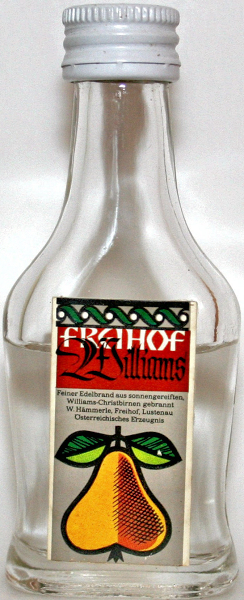 FREIHOF
Williams
Feiner Edelbrand aus sonnengereiften,
Williams-Christbirnen gebrannt
W. Hämmerle, Freihof, Lustenau
Österreichisches Erzeugnis